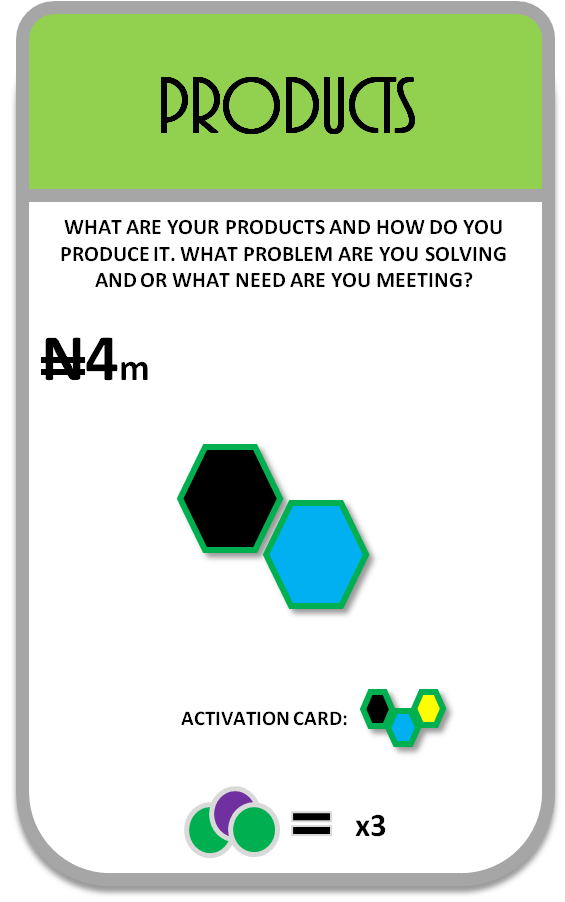 PRODUCTS
WHAT ARE YOUR PRODUCTS AND HOW DO YOU
PRODUCE IT. WHAT PROBLEM ARE YOU SOLVING
AND OR WHAT NEED ARE YOU MEETING?
₦4m
ACTIVATION CARD:
= x3